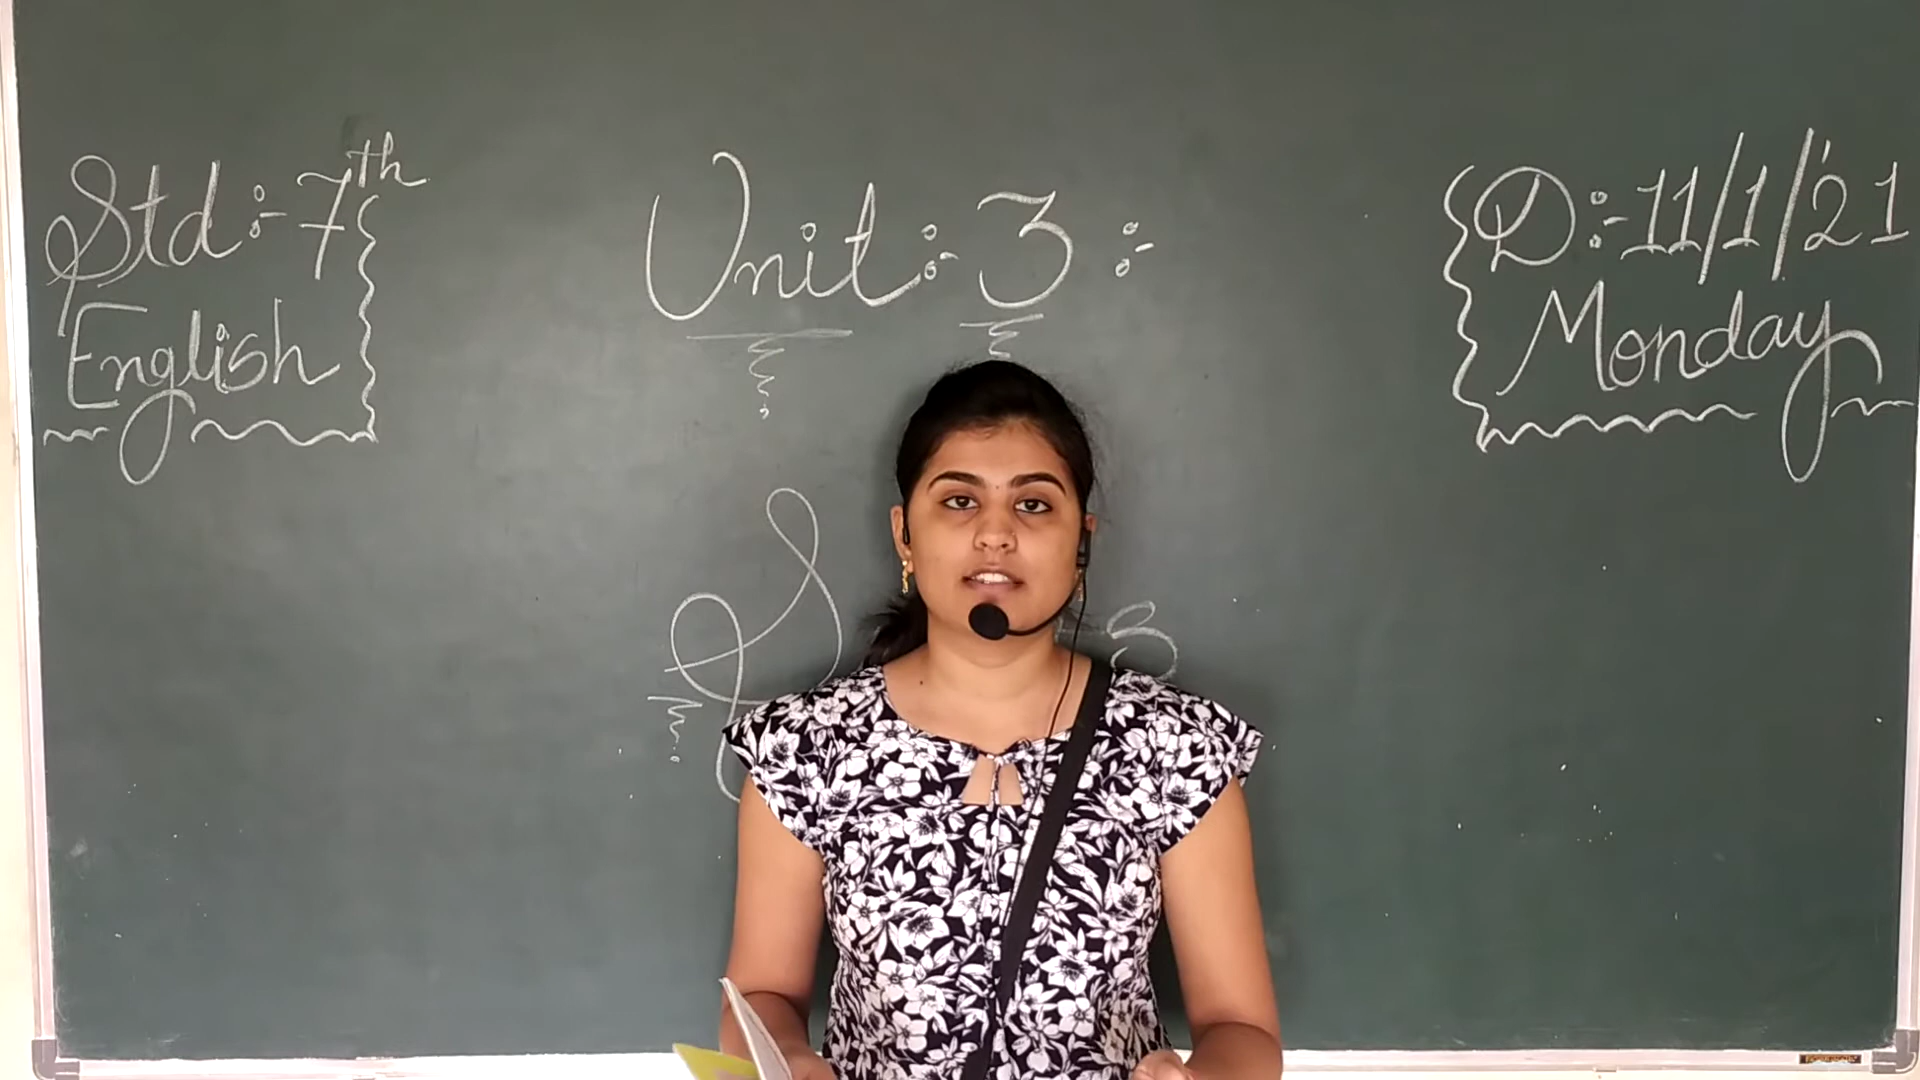 Std :- 7th
English
Unit :- 3 :-
D :- 11/1/'21
Monday